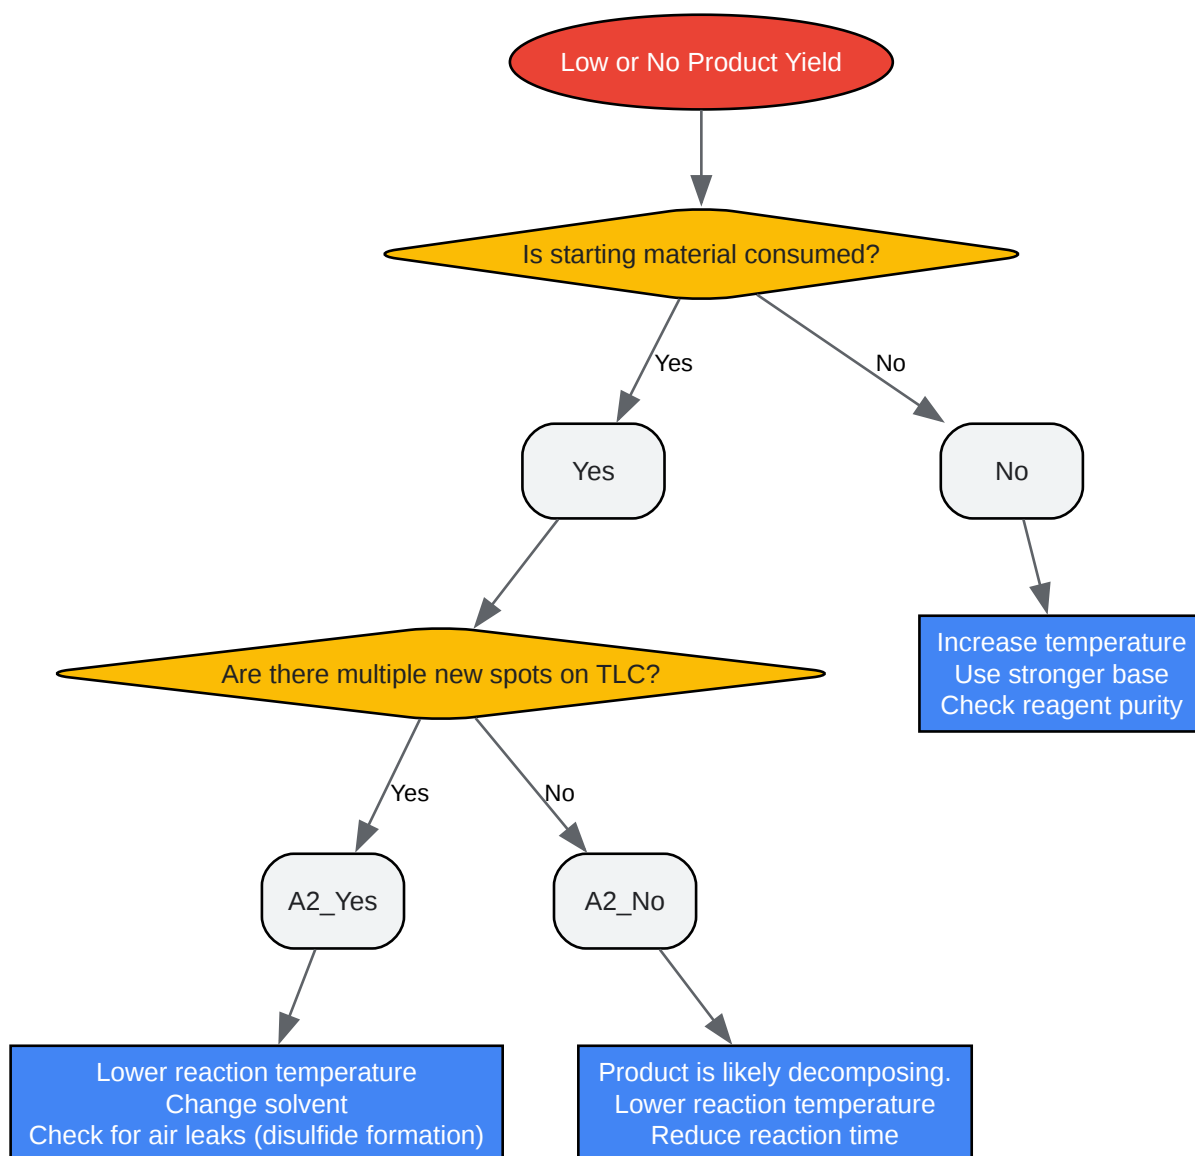 Low or No Product Yield
Is starting material consumed?
Yes
No
Yes
No
Increase temperature
Use stronger base
Check reagent purity
Are there multiple new spots on TLC?
Yes
No
A2_Yes
A2_No
Lower reaction temperature
Change solvent
Check for air leaks (disulfide formation)
Product is likely decomposing.
Lower reaction temperature
Reduce reaction time